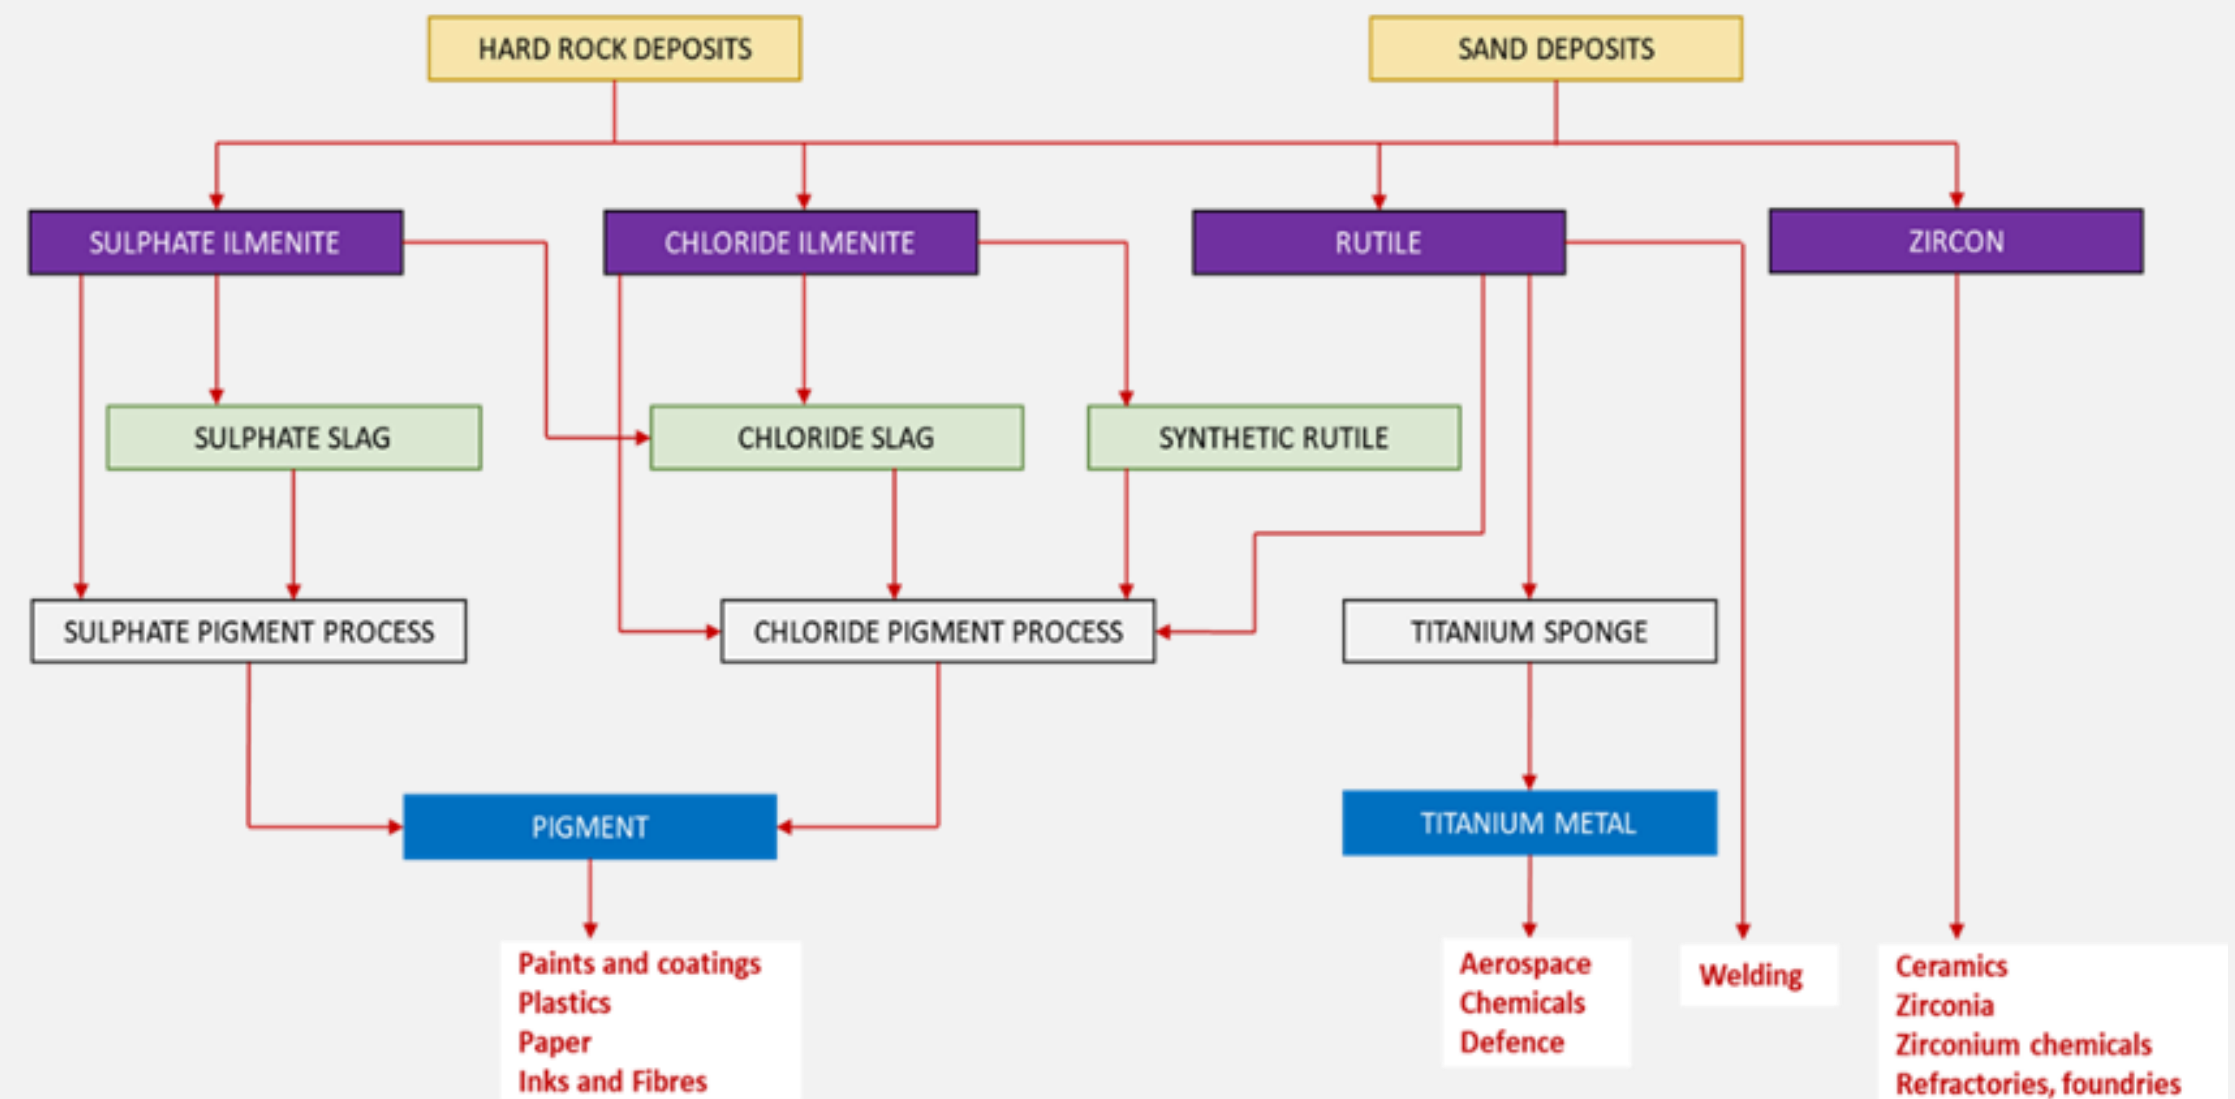 HARD ROCK DEPOSITS
SAND DEPOSITS
SULPHATE ILMENITE
CHLORIDE ILMENITE
RUTILE
ZIRCON
SULPHATE SLAG
CHLORIDE SLAG
SYNTHETIC RUTILE
SULPHATE PIGMENT PROCESS
CHLORIDE PIGMENT PROCESS
TITANIUM SPONGE
PIGMENT
TITANIUM METAL
Paints and coatings
Plastics
Paper
Inks and Fibres
Aerospace
Chemicals
Defence
Welding
Ceramics
Zirconia
Zirconium chemicals
Refractories, foundries